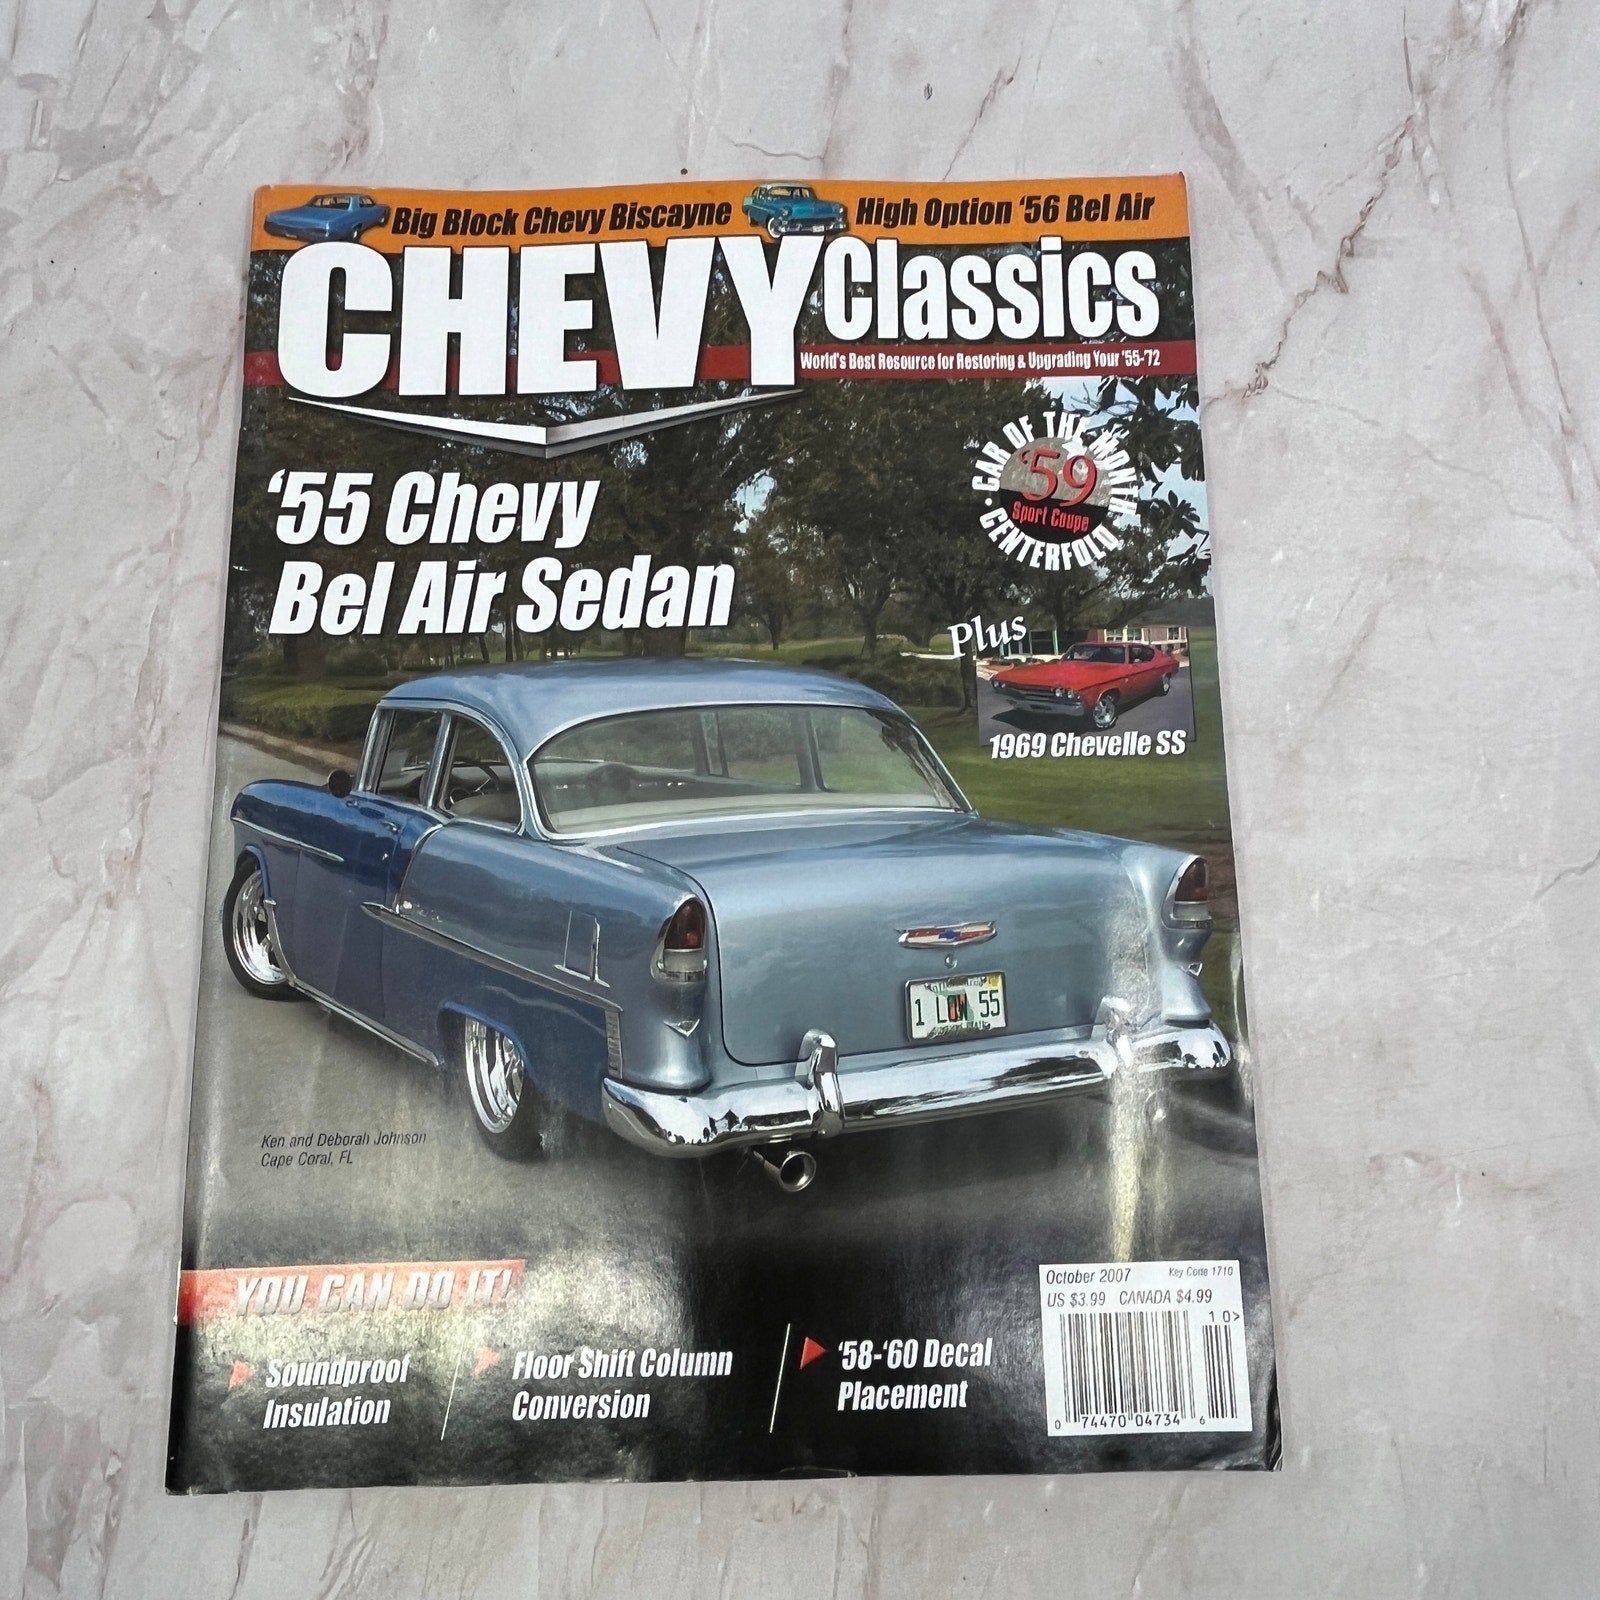 Big Block Chevy Biscayne
High Option '56 Bel Air
CHEVY Classics
World's Best Resource for Restoring & Upgrading Your '55-'72
'55 Chevy
Bel Air Sedan
CAR OF THE MONTH
'59
Sport Coupe
CENTERFOLD
Plus
1969 Chevelle SS
1 LOW 55
Ken and Deborah Johnson
Cape Coral, FL
YOU CAN DO IT!
Soundproof
Insulation
Floor Shift Column
Conversion
'58-'60 Decal
Placement
October 2007 Key Code 1710
US $3.99 CANADA $4.99
10>
0 74470 04734 6